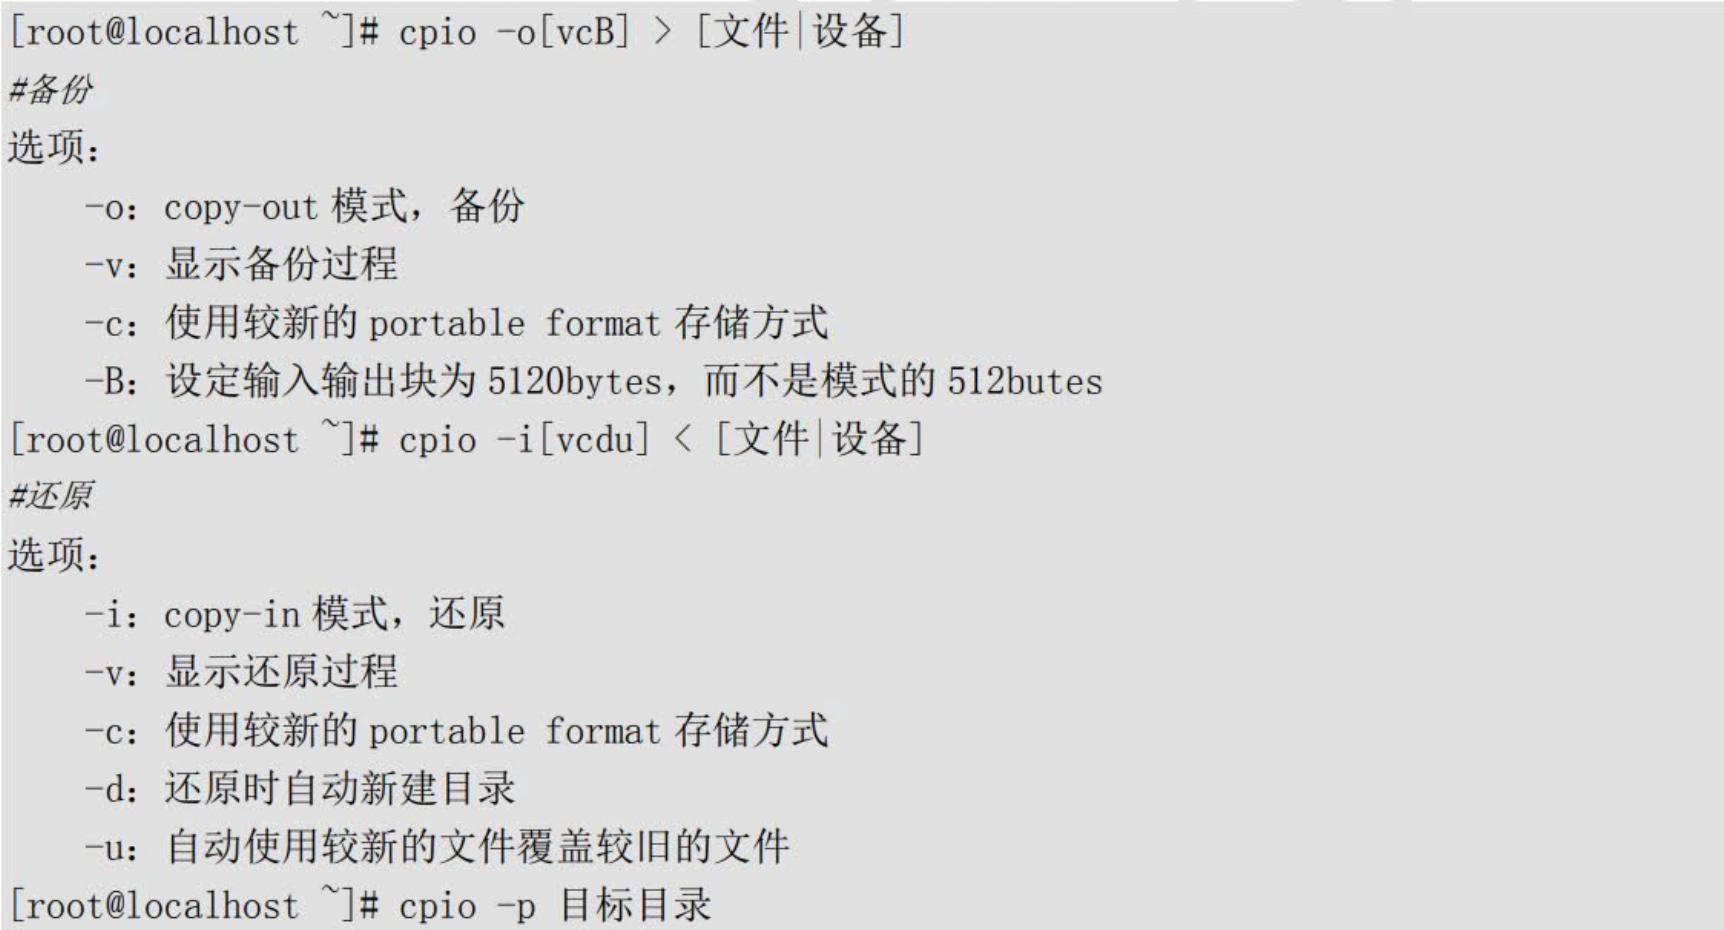 [root@localhost ~]# cpio -o[vcB] > [文件|设备]
#备份
选项：
-o：copy-out 模式，备份
-v：显示备份过程
-c：使用较新的 portable format 存储方式
-B：设定输入输出块为 5120bytes，而不是模式的 512butes
[root@localhost ~]# cpio -i[vcdu] < [文件|设备]
#还原
选项：
-i：copy-in 模式，还原
-v：显示还原过程
-c：使用较新的 portable format 存储方式
-d：还原时自动新建目录
-u：自动使用较新的文件覆盖较旧的文件
[root@localhost ~]# cpio -p 目标目录